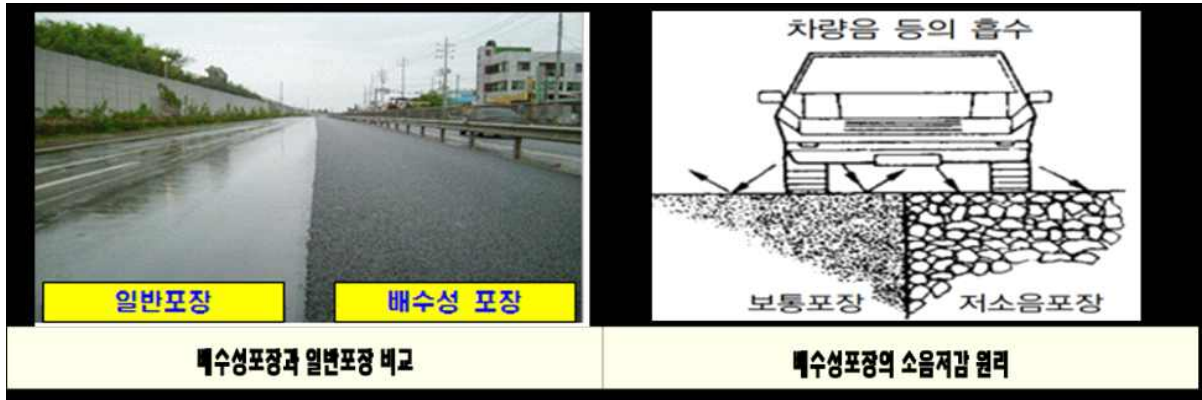 차량음 등의 흡수
일반포장
배수성 포장
보통포장
저소음포장
배수성포장과 일반포장 비교
배수성포장의 소음저감 원리